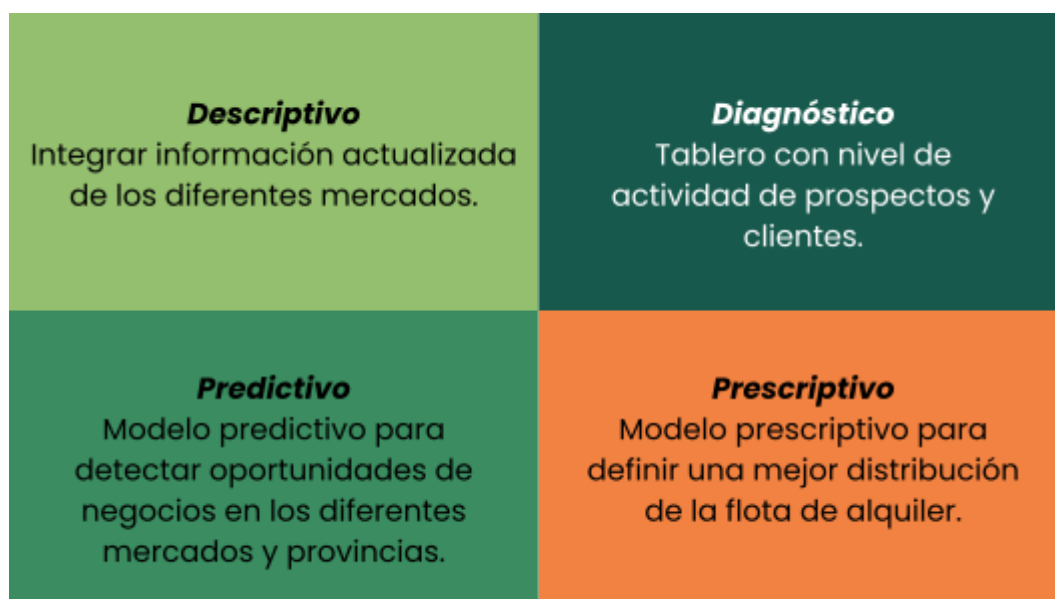 Descriptivo
Integrar información actualizada
de los diferentes mercados.
Diagnóstico
Tablero con nivel de
actividad de prospectos y
clientes.
Predictivo
Modelo predictivo para
detectar oportunidades de
negocios en los diferentes
mercados y provincias.
Prescriptivo
Modelo prescriptivo para
definir una mejor distribución
de la flota de alquiler.